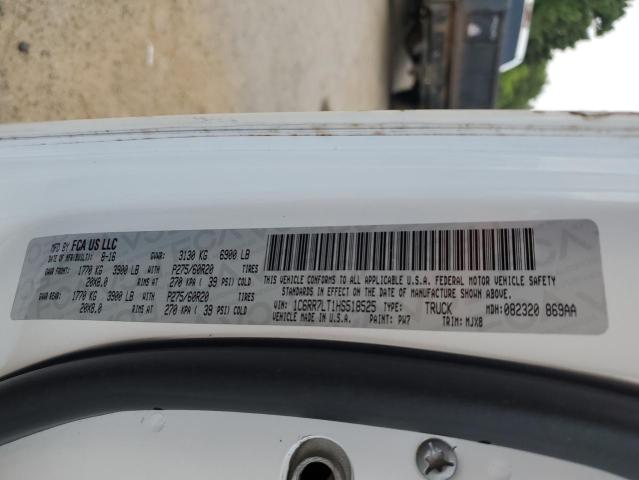 MFD BY: FCA US LLC
DATE OF MFR(BUILT): 8-16
GVWR: 3130 KG 6900 LB
GAWR FRONT: 1770 KG 3900 LB WITH P275/60R20 TIRES
20X8.0 RIMS AT 270 KPA ( 39 PSI) COLD
GAWR REAR: 1770 KG 3900 LB WITH P275/60R20 TIRES
20X8.0 RIMS AT 270 KPA ( 39 PSI) COLD
THIS VEHICLE CONFORMS TO ALL APPLICABLE U.S.A. FEDERAL MOTOR VEHICLE SAFETY
STANDARDS IN EFFECT ON THE DATE OF MANUFACTURE SHOWN ABOVE.
VIN: 1C6RR7LT1HS518525 TYPE: TRUCK MDH:082320 869AA
VEHICLE MADE IN U.S.A. PAINT: PW7 TRIM: MJX8